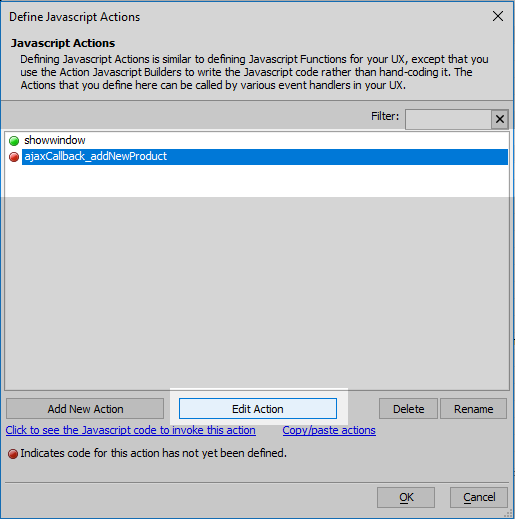 Define Javascript Actions
Javascript Actions
Defining Javascript Actions is similar to defining Javascript Functions for your UX, except that you
use the Action Javascript Builders to write the Javascript code rather than hand-coding it. The
Actions that you define here can be called by various event handlers in your UX.
Filter:
showwindow
ajaxCallback_addNewProduct
Add New Action Edit Action Delete Rename
Click to see the Javascript code to invoke this action Copy/paste actions
Indicates code for this action has not yet been defined.
OK Cancel